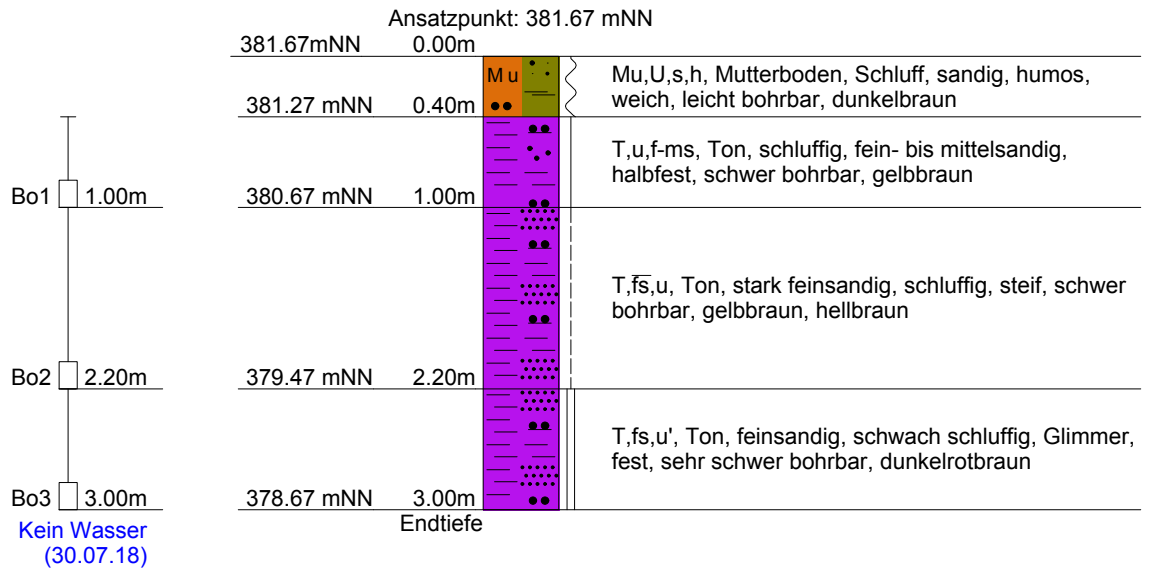 Ansatzpunkt: 381.67 mNN
381.67mNN 0.00m
Mu
Mu,U,s,h, Mutterboden, Schluff, sandig, humos,
weich, leicht bohrbar, dunkelbraun
381.27 mNN 0.40m
T,u,f-ms, Ton, schluffig, fein- bis mittelsandig,
halbfest, schwer bohrbar, gelbbraun
Bo1 1.00m 380.67 mNN 1.00m
T,f̅s̅,u, Ton, stark feinsandig, schluffig, steif, schwer
bohrbar, gelbbraun, hellbraun
Bo2 2.20m 379.47 mNN 2.20m
T,fs,u', Ton, feinsandig, schwach schluffig, Glimmer,
fest, sehr schwer bohrbar, dunkelrotbraun
Bo3 3.00m 378.67 mNN 3.00m
Endtiefe
Kein Wasser
(30.07.18)